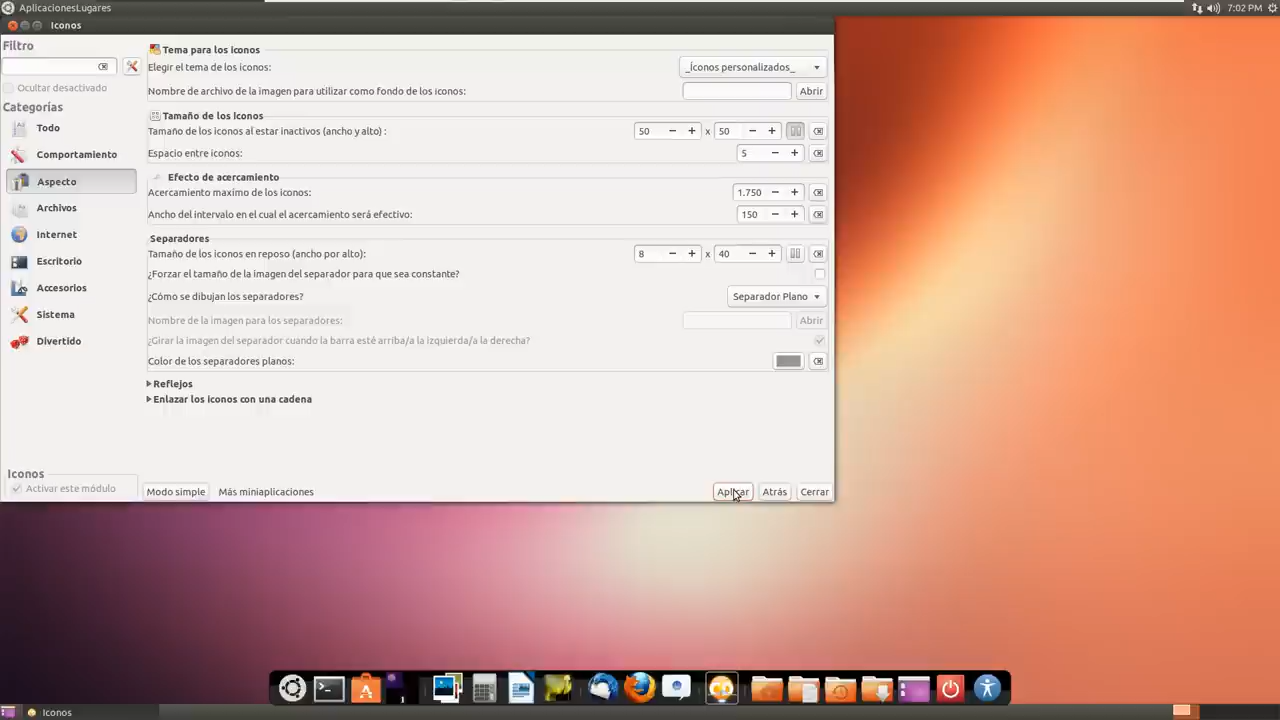 AplicacionesLugares
7:02 PM
Iconos
Filtro
Ocultar desactivado
Categorías
Todo
Comportamiento
Aspecto
Archivos
Internet
Escritorio
Accesorios
Sistema
Divertido
Iconos
Activar este módulo
Tema para los iconos
Elegir el tema de los iconos:
_Íconos personalizados_
Nombre de archivo de la imagen para utilizar como fondo de los iconos:
Abrir
Tamaño de los Iconos
Tamaño de los iconos al estar inactivos (ancho y alto) :
50 − + x 50 − +
Espacio entre iconos:
5 − +
Efecto de acercamiento
Acercamiento maximo de los iconos:
1.750 − +
Ancho del intervalo en el cual el acercamiento será efectivo:
150 − +
Separadores
Tamaño de los iconos en reposo (ancho por alto):
8 − + x 40 − +
¿Forzar el tamaño de la imagen del separador para que sea constante?
¿Cómo se dibujan los separadores?
Separador Plano
Nombre de la imagen para los separadores:
Abrir
¿Girar la imagen del separador cuando la barra esté arriba/a la izquierda/a la derecha?
Color de los separadores planos:
Reflejos
Enlazar los iconos con una cadena
Modo simple
Más miniaplicaciones
Aplicar
Atrás
Cerrar
Iconos